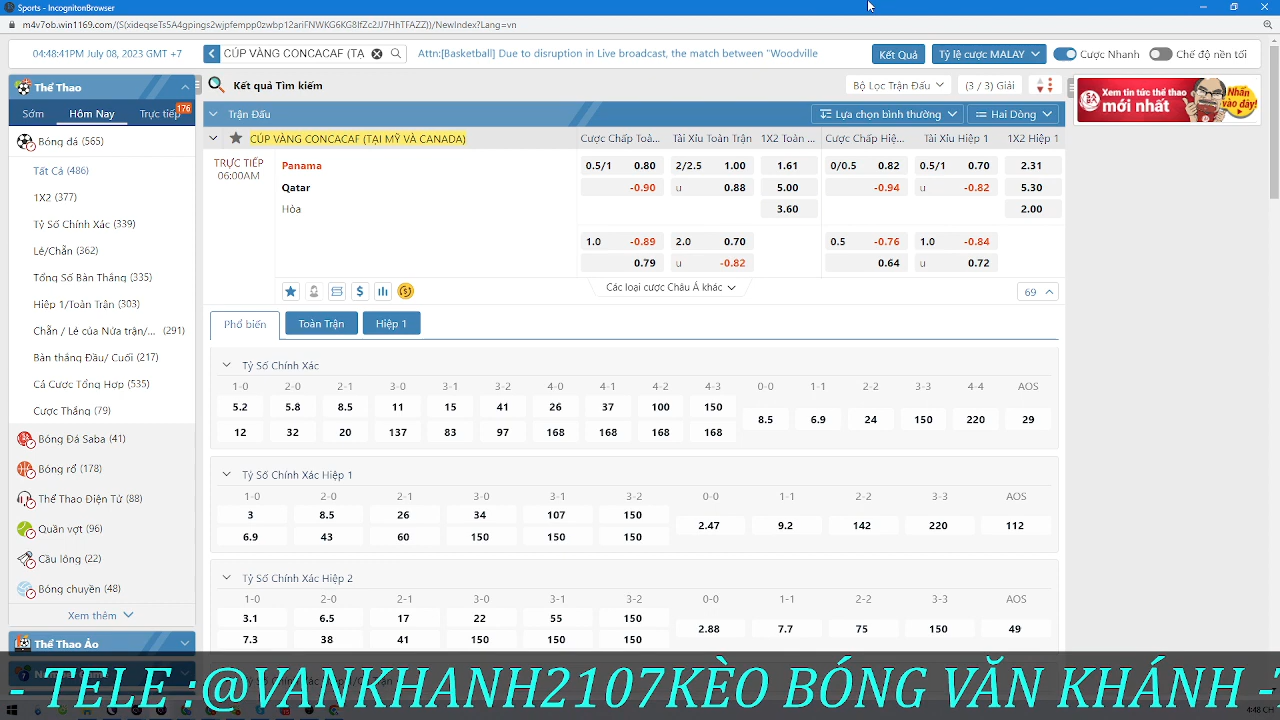 Sports - IncognitonBrowser
m4v7ob.win1169.com/(S(xideqeTsSA4gpings2wjpfempp0zwbp12ariFNWKG6KG8IfZc2JJ7HhTFAZZ))/NewIndex?Lang=vn
04:48:41PM July 08, 2023 GMT +7
CÚP VÀNG CONCACAF (TẠ
Attn:[Basketball] Due to disruption in Live broadcast, the match between "Woodville
Kết Quả
Tỷ lệ cược MALAY
Cược Nhanh
Chế độ nền tối
Thể Thao
Kết quả Tìm kiếm
Bộ Lọc Trận Đấu
(3 / 3) Giải
Xem tin tức thể thao
mới nhất
Nhấn
vào đây!
Sớm
Hôm Nay
Trực tiếp
176
Trận Đấu
Lựa chọn bình thường
Hai Dòng
Bóng đá (565)
CÚP VÀNG CONCACAF (TẠI MỸ VÀ CANADA)
Cược Chấp Toà...
Tài Xỉu Toàn Trận
1X2 Toàn ...
Cược Chấp Hiệ...
Tài Xỉu Hiệp 1
1X2 Hiệp 1
TRỰC TIẾP
06:00AM
Panama
0.5/1 0.80 2/2.5 1.00 1.61 0/0.5 0.82 0.5/1 0.70 2.31
Qatar
-0.90 u 0.88 5.00 -0.94 u -0.82 5.30
Hòa
3.60 2.00
1.0 -0.89 2.0 0.70 0.5 -0.76 1.0 -0.84
0.79 u -0.82 0.64 u 0.72
Các loại cược Châu Á khác
69
Tất Cả (486)
1X2 (377)
Tỷ Số Chính Xác (339)
Lẻ/Chẵn (362)
Tổng Số Bàn Thắng (335)
Hiệp 1/Toàn Trận (303)
Chẵn / Lẻ của Nửa trận/... (291)
Bàn thắng Đầu/ Cuối (217)
Cá Cược Tổng Hợp (535)
Cược Thắng (79)
Bóng Đá Saba (41)
Bóng rổ (178)
Thể Thao Điện Tử (88)
Quần vợt (96)
Cầu lông (22)
Bóng chuyền (48)
Xem thêm
Thể Thao Ảo
Phổ biến
Toàn Trận
Hiệp 1
Tỷ Số Chính Xác
1-0 2-0 2-1 3-0 3-1 3-2 4-0 4-1 4-2 4-3 0-0 1-1 2-2 3-3 4-4 AOS
5.2 5.8 8.5 11 15 41 26 37 100 150
8.5 6.9 24 150 220 29
12 32 20 137 83 97 168 168 168 168
Tỷ Số Chính Xác Hiệp 1
1-0 2-0 2-1 3-0 3-1 3-2 0-0 1-1 2-2 3-3 AOS
3 8.5 26 34 107 150
2.47 9.2 142 220 112
6.9 43 60 150 150 150
Tỷ Số Chính Xác Hiệp 2
1-0 2-0 2-1 3-0 3-1 3-2 0-0 1-1 2-2 3-3 AOS
3.1 6.5 17 22 55 150
2.88 7.7 75 150 49
7.3 38 41 150 150 150
- TELE :@VANKHANH2107KÈO BÓNG VĂN KHÁNH -
4:48 CH